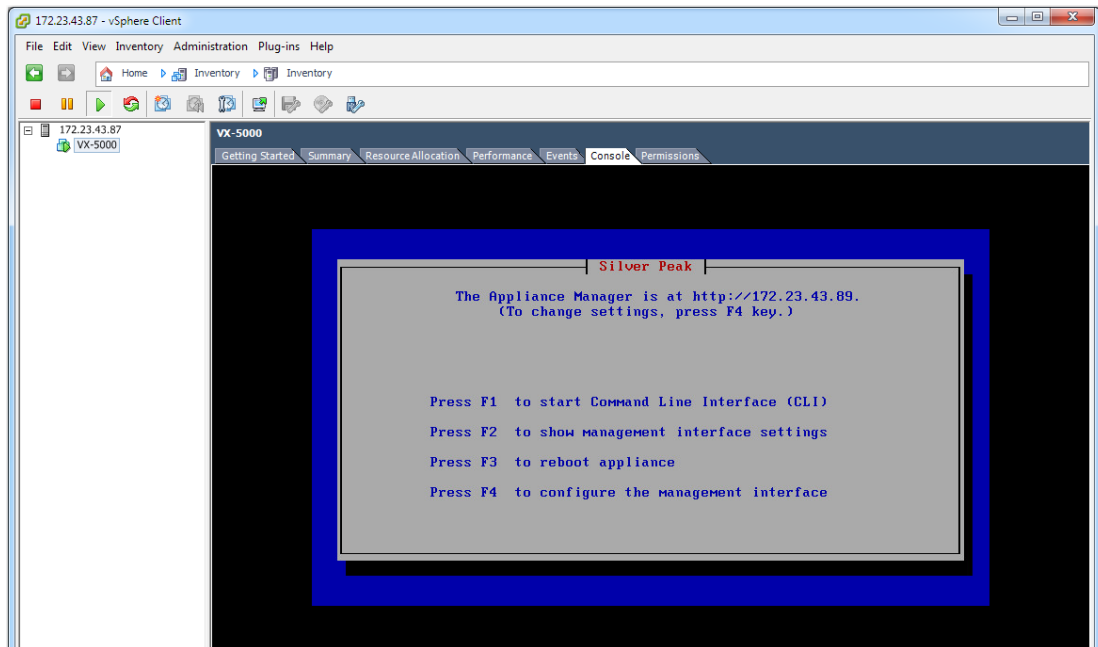 172.23.43.87 - vSphere Client
File Edit View Inventory Administration Plug-ins Help
Home Inventory Inventory
172.23.43.87
VX-5000
VX-5000
Getting Started Summary Resource Allocation Performance Events Console Permissions
Silver Peak
The Appliance Manager is at http://172.23.43.89.
(To change settings, press F4 key.)
Press F1 to start Command Line Interface (CLI)
Press F2 to show management interface settings
Press F3 to reboot appliance
Press F4 to configure the management interface